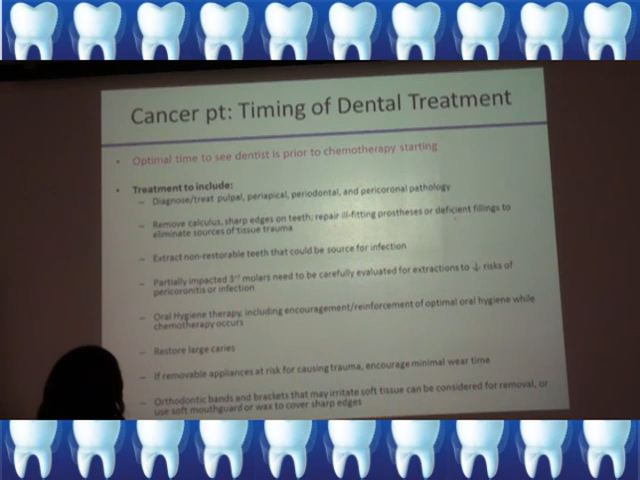 Cancer pt: Timing of Dental Treatment
• Optimal time to see dentist is prior to chemotherapy starting
• Treatment to include:
– Diagnose/treat pulpal, periapical, periodontal, and pericoronal pathology
– Remove calculus, sharp edges on teeth; repair ill-fitting prostheses or deficient fillings to
eliminate sources of tissue trauma
– Extract non-restorable teeth that could be source for infection
– Partially impacted 3rd molers need to be carefully evaluated for extractions to ↓ risks of
pericoronitis or infection
– Oral Hygiene therapy, including encouragement/reinforcement of optimal oral hygiene while
chemotherapy occurs
– Restore large caries
– If removable appliances at risk for causing trauma, encourage minimal wear time
– Orthodontic bands and brackets that may irritate soft tissue can be considered for removal, or
use soft mouthguard or wax to cover sharp edges